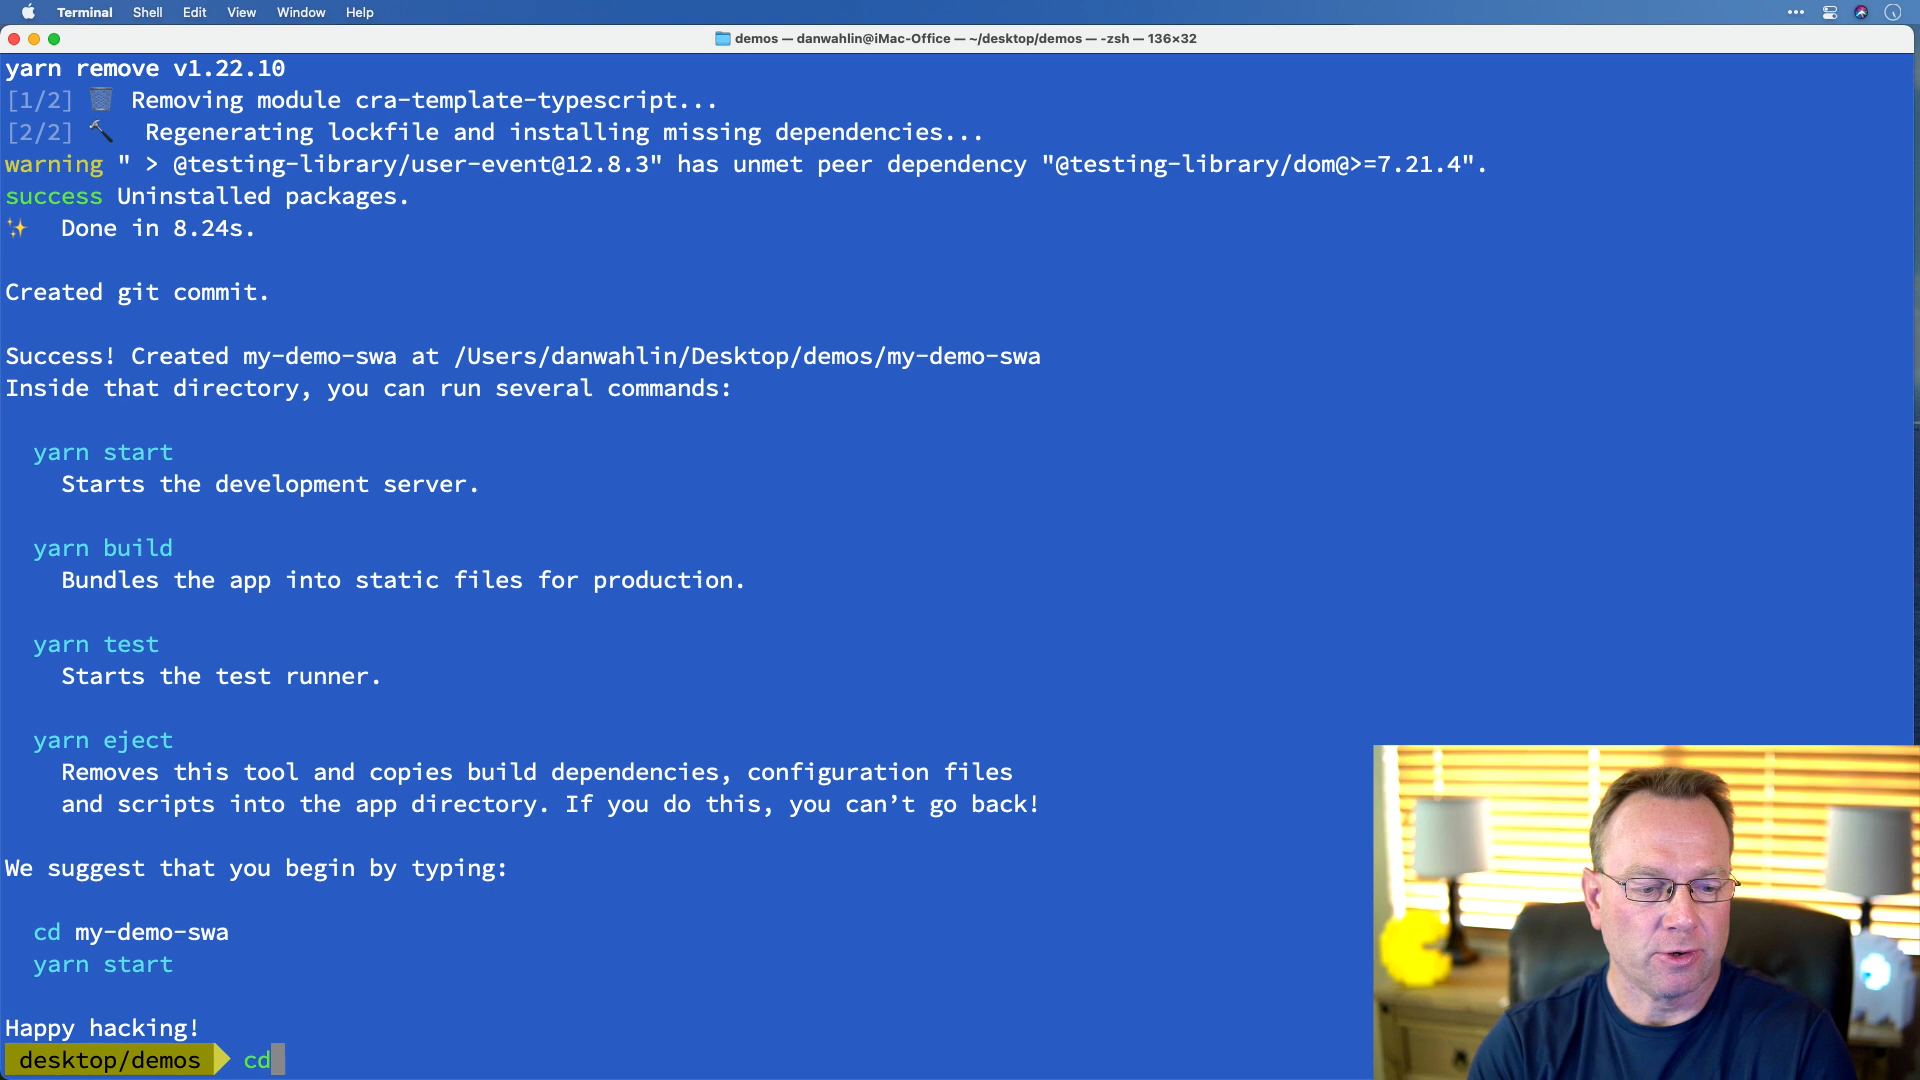 Terminal Shell Edit View Window Help
demos — danwahlin@iMac-Office — ~/desktop/demos — -zsh — 136×32
yarn remove v1.22.10
[1/2] Removing module cra-template-typescript...
[2/2] Regenerating lockfile and installing missing dependencies...
warning " > @testing-library/user-event@12.8.3" has unmet peer dependency "@testing-library/dom@>=7.21.4".
success Uninstalled packages.
Done in 8.24s.
Created git commit.
Success! Created my-demo-swa at /Users/danwahlin/Desktop/demos/my-demo-swa
Inside that directory, you can run several commands:
yarn start
Starts the development server.
yarn build
Bundles the app into static files for production.
yarn test
Starts the test runner.
yarn eject
Removes this tool and copies build dependencies, configuration files
and scripts into the app directory. If you do this, you can’t go back!
We suggest that you begin by typing:
cd my-demo-swa
yarn start
Happy hacking!
desktop/demos cd